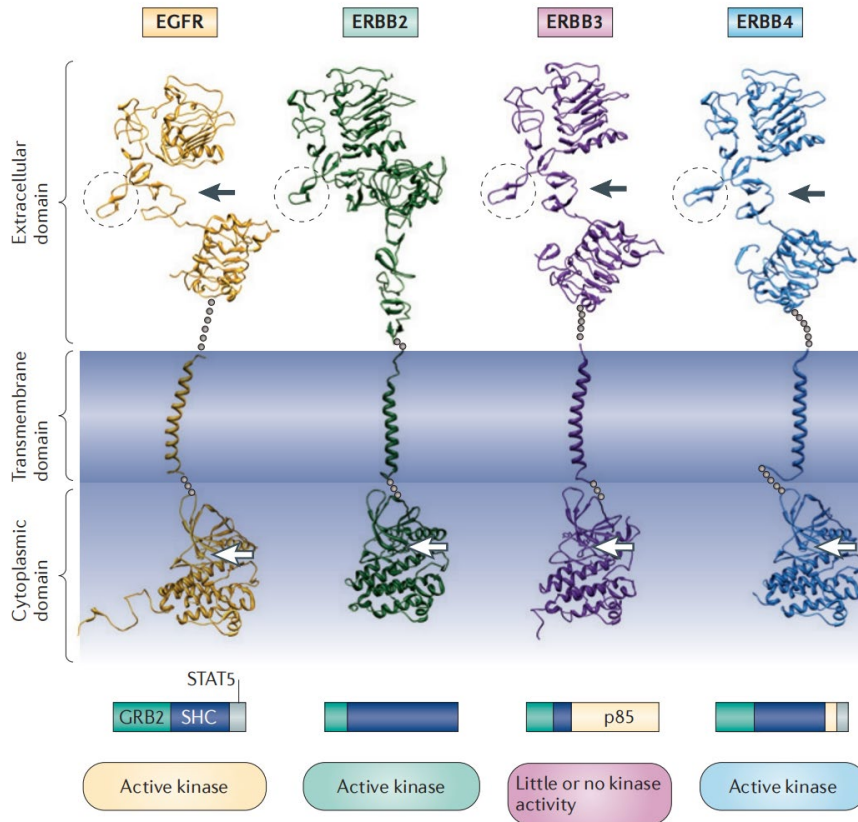 EGFR
ERBB2
ERBB3
ERBB4
Extracellular
domain
Transmembrane
domain
Cytoplasmic
domain
STAT5
GRB2
SHC
p85
Active kinase
Active kinase
Little or no kinase
activity
Active kinase